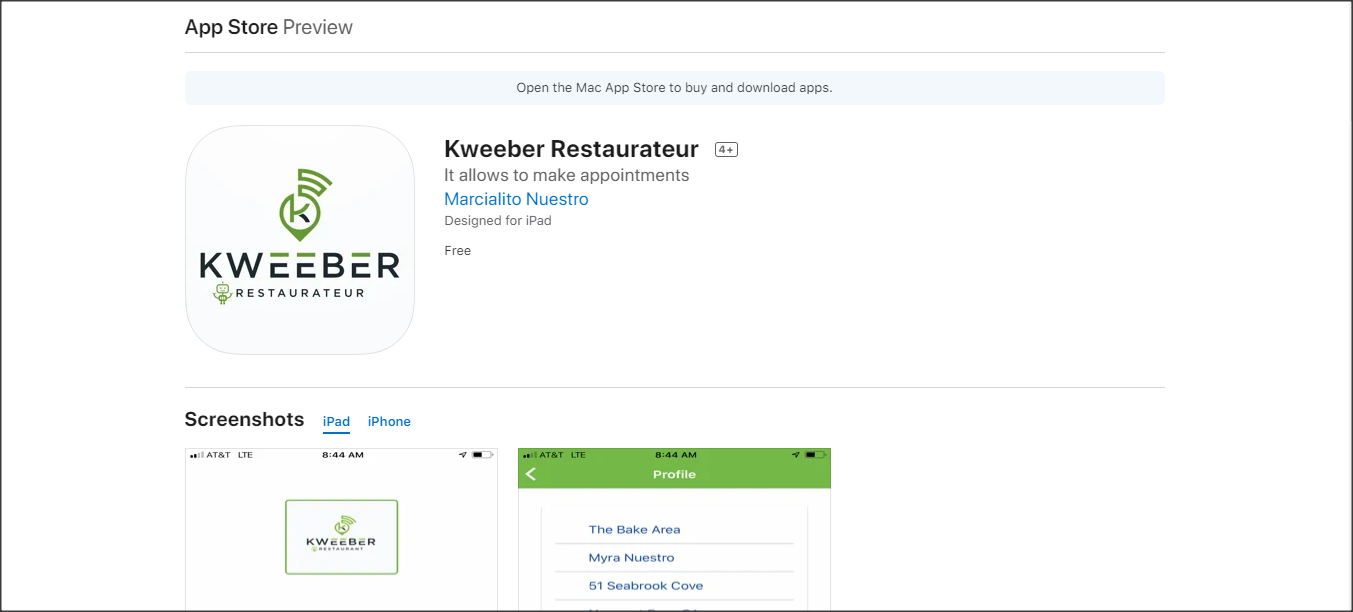 App Store Preview
Open the Mac App Store to buy and download apps.
KWEEBER
RESTAURATEUR
Kweeber Restaurateur 4+
It allows to make appointments
Marcialito Nuestro
Designed for iPad
Free
Screenshots iPad iPhone
AT&T LTE 8:44 AM
KWEEBER
RESTAURANT
AT&T LTE 8:44 AM
Profile
The Bake Area
Myra Nuestro
51 Seabrook Cove